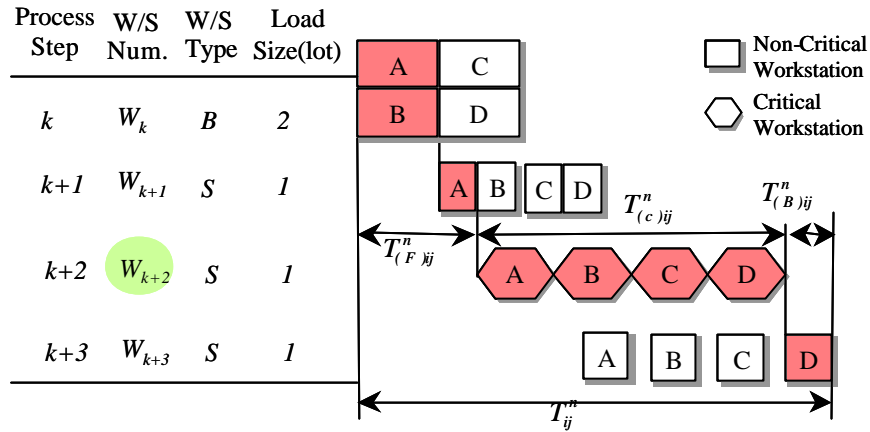 Process Step
W/S Num.
W/S Type
Load Size(lot)
A C
B D
Non-Critical Workstation
Critical Workstation
k W_k B 2
k+1 W_{k+1} S 1
A B C D
T^n_{(F)ij}
T^n_{(c)ij}
T^n_{(B)ij}
k+2 W_{k+2} S 1
A B C D
k+3 W_{k+3} S 1
A B C D
T^n_{ij}